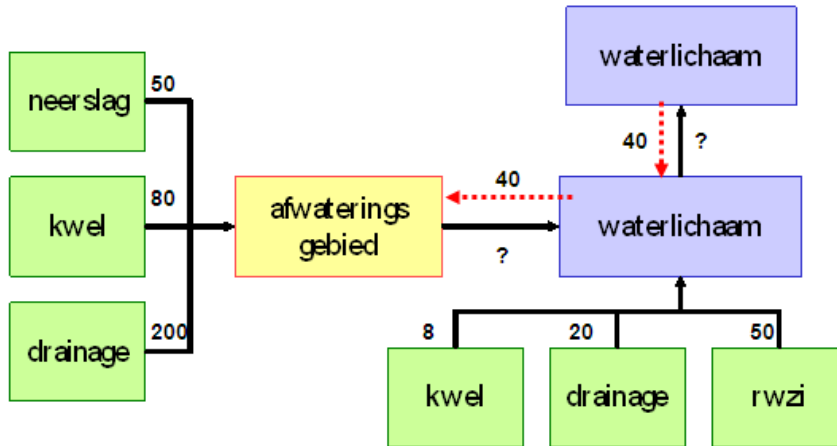 waterlichaam
neerslag
50
40
?
kwel
80
afwaterings
gebied
40
?
waterlichaam
drainage
200
8
20
50
kwel
drainage
rwzi